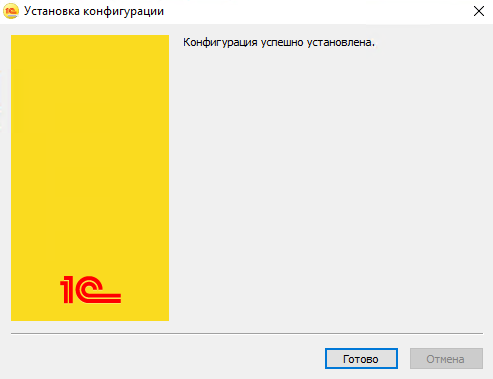 Установка конфигурации
Конфигурация успешно установлена.
1С
Готово
Отмена